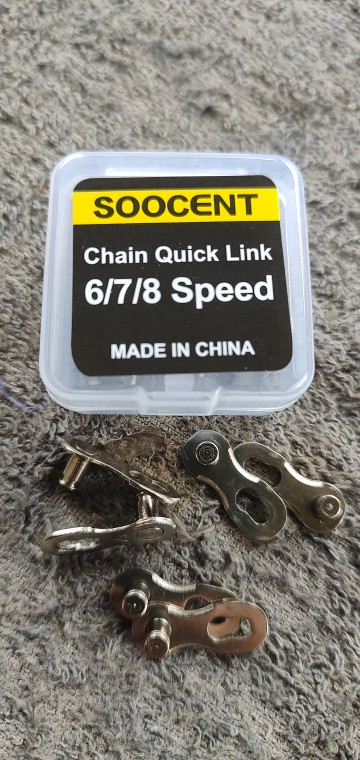 SOOCENT
Chain Quick Link
6/7/8 Speed
MADE IN CHINA